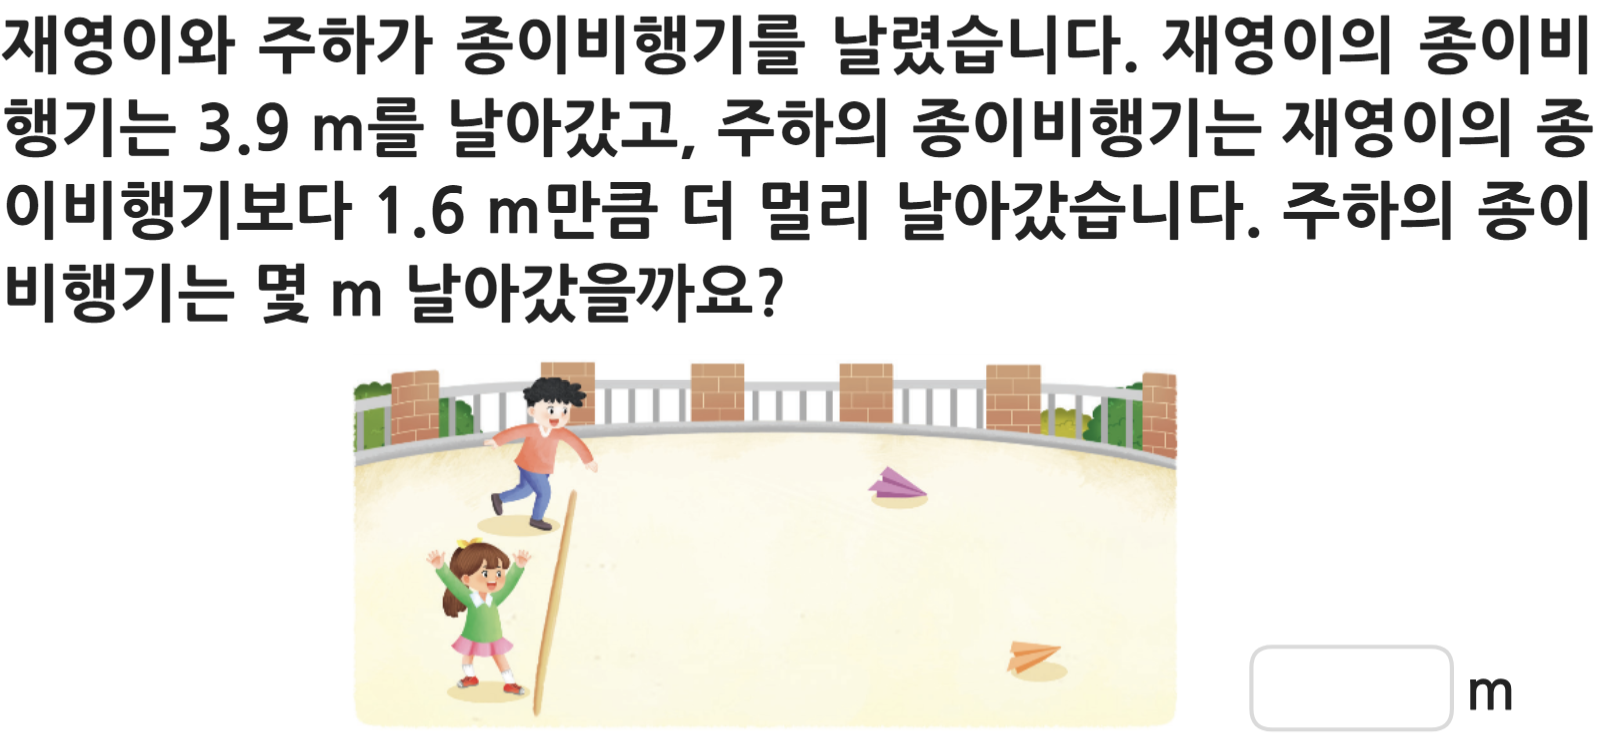 재영이와 주하가 종이비행기를 날렸습니다. 재영이의 종이비
행기는 3.9 m를 날아갔고, 주하의 종이비행기는 재영이의 종
이비행기보다 1.6 m만큼 더 멀리 날아갔습니다. 주하의 종이
비행기는 몇 m 날아갔을까요?
m